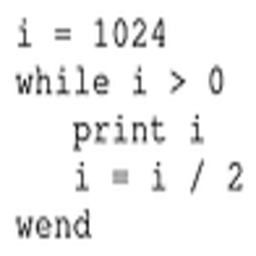 i = 1024
while i > 0
   print i
   i = i / 2
wend